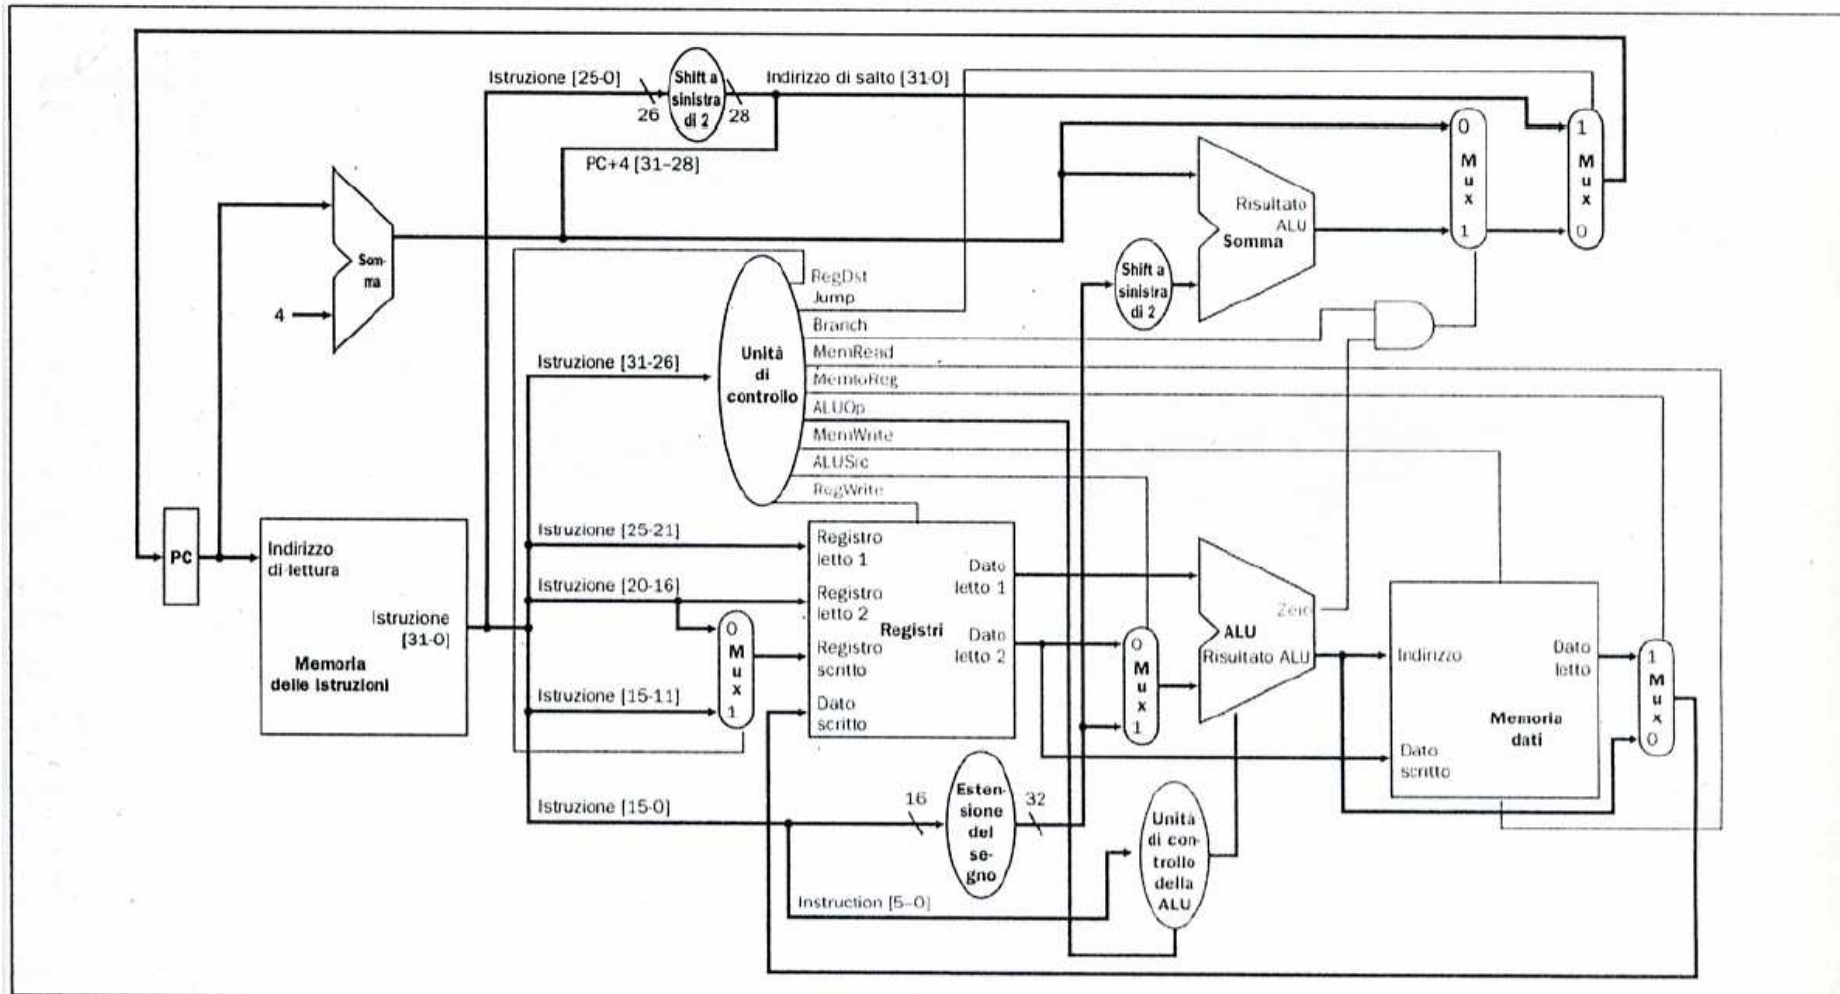 Istruzione [25-0]
26
Shift a
sinistra
di 2
28
Indirizzo di salto [31-0]
PC+4 [31-28]
0
M
u
x
1
1
M
u
x
0
Som-
ma
4
Risultato
ALU
Somma
Shift a
sinistra
di 2
RegDst
Jump
Branch
MemRead
MemtoReg
ALUOp
MemWrite
ALUSrc
RegWrite
Unità
di
controllo
Istruzione [31-26]
PC
Indirizzo
di lettura
Istruzione
[31-0]
Memoria
delle istruzioni
Istruzione [25-21]
Istruzione [20-16]
Istruzione [15-11]
0
M
u
x
1
Registro
letto 1
Registro
letto 2
Registro
scritto
Dato
scritto
Registri
Dato
letto 1
Dato
letto 2
0
M
u
x
1
Zero
ALU
Risultato ALU
Indirizzo
Dato
letto
Memoria
dati
Dato
scritto
1
M
u
x
0
Istruzione [15-0]
16
Esten-
sione
del
se-
gno
32
Unità
di con-
trollo
della
ALU
Instruction [5-0]